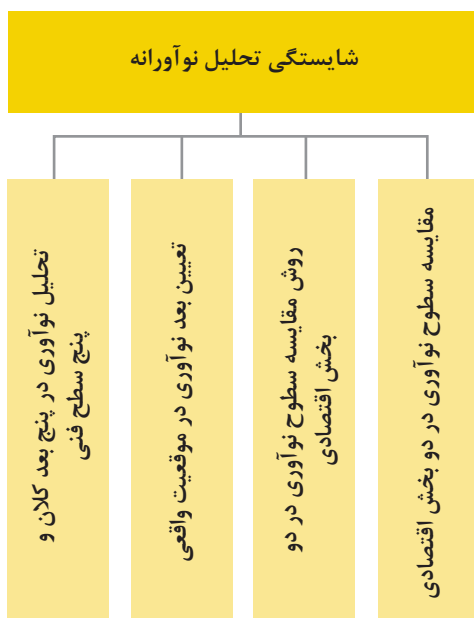 شایستگی تحلیل نوآورانه
مقایسه سطوح نوآوری در دو بخش اقتصادی
روش مقایسه سطوح نوآوری در دو
بخش اقتصادی
تعیین بعد نوآوری در موقعیت واقعی
تحلیل نوآوری در پنج بعد کلان و
پنج سطح فنی